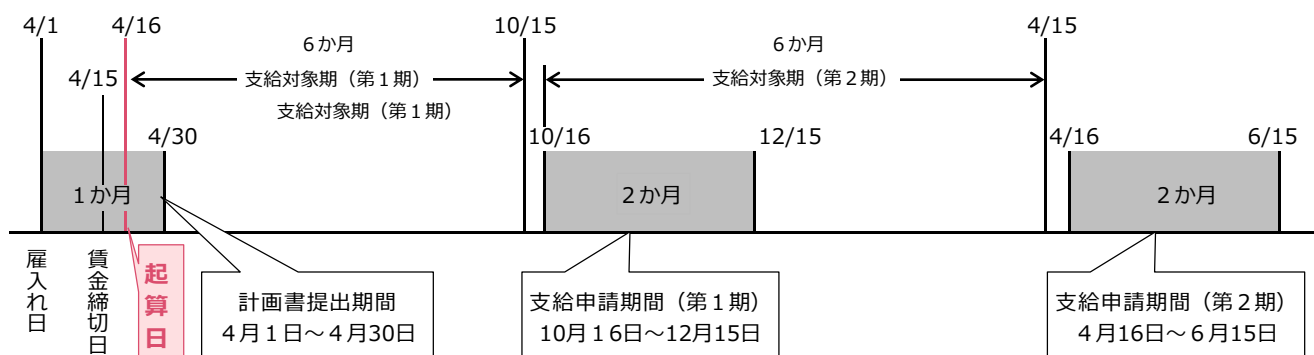 4/1
4/16
10/15
4/15
6か月
6か月
4/15
支給対象期（第1期）
支給対象期（第2期）
支給対象期（第1期）
4/30
10/16
12/15
4/16
6/15
1か月
2か月
2か月
雇入れ日
賃金締切日
起算日
計画書提出期間
4月1日～4月30日
支給申請期間（第1期）
10月16日～12月15日
支給申請期間（第2期）
4月16日～6月15日